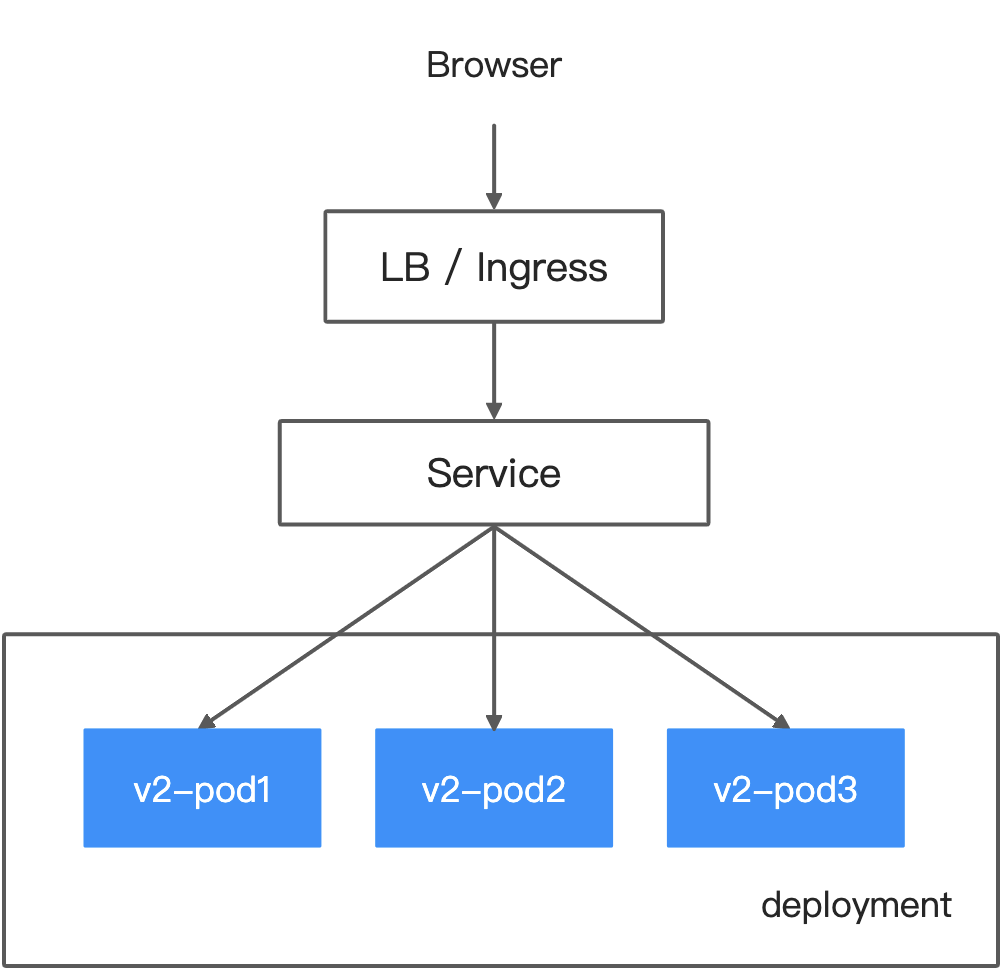 Browser
LB / Ingress
Service
v2-pod1
v2-pod2
v2-pod3
deployment